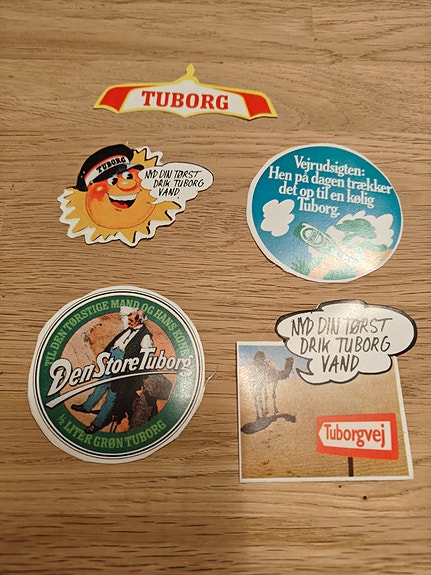 TUBORG
TUBORG
NYD DIN TØRST
DRIK TUBORG
VAND
Vejrudsigten:
Hen på dagen trækker
det op til en kølig
Tuborg.
TIL DEN TØRSTIGE MAND OG HANS KONE
Den Store Tuborg
½ LITER GRØN TUBORG
NYD DIN TØRST
DRIK TUBORG
VAND
Tuborgvej